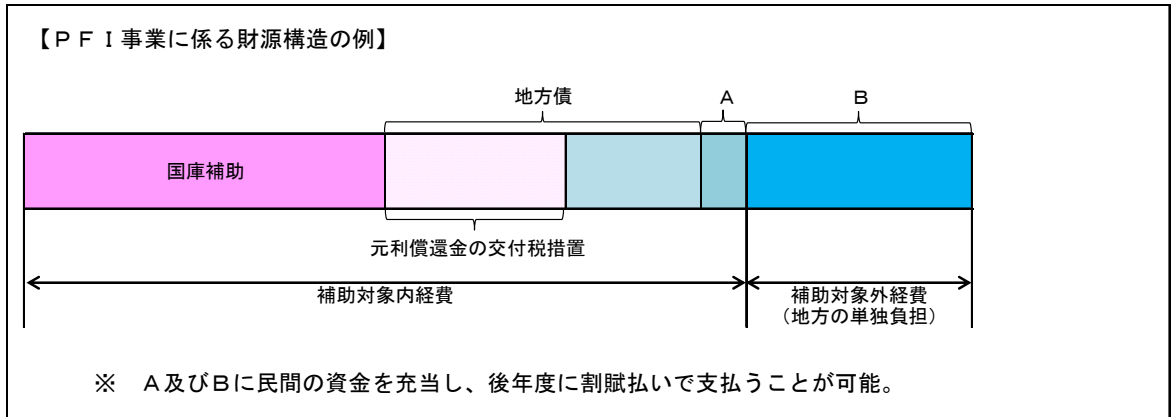 【ＰＦＩ事業に係る財源構造の例】
地方債
Ａ
Ｂ
国庫補助
元利償還金の交付税措置
補助対象内経費
補助対象外経費
（地方の単独負担）
※　Ａ及びＢに民間の資金を充当し、後年度に割賦払いで支払うことが可能。